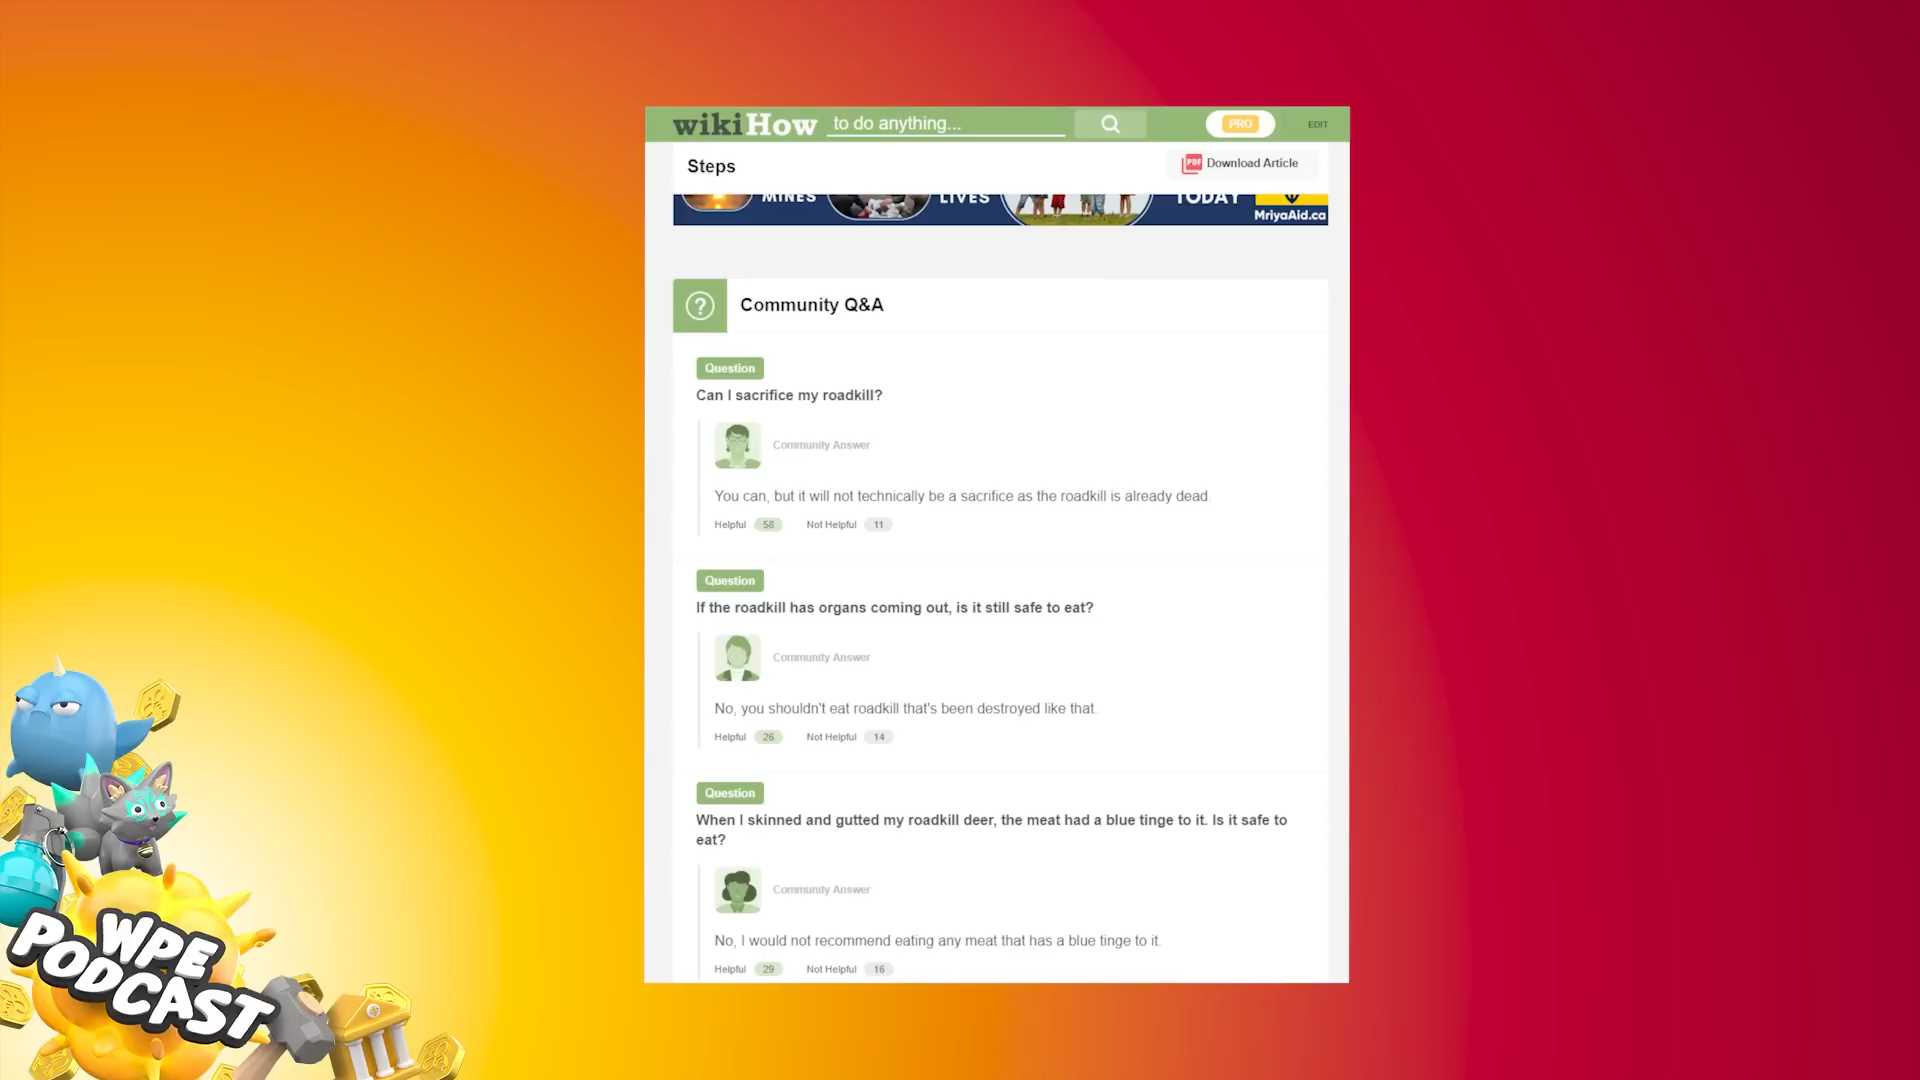 wikiHow to do anything...
PRO
EDIT
Steps
PDF Download Article
MINES LIVES TODAY
MriyaAid.ca
Community Q&A
Question
Can I sacrifice my roadkill?
Community Answer
You can, but it will not technically be a sacrifice as the roadkill is already dead.
Helpful 58 Not Helpful 11
Question
If the roadkill has organs coming out, is it still safe to eat?
Community Answer
No, you shouldn't eat roadkill that's been destroyed like that.
Helpful 26 Not Helpful 14
Question
When I skinned and gutted my roadkill deer, the meat had a blue tinge to it. Is it safe to
eat?
Community Answer
No, I would not recommend eating any meat that has a blue tinge to it.
Helpful 29 Not Helpful 16
WPE
PODCAST